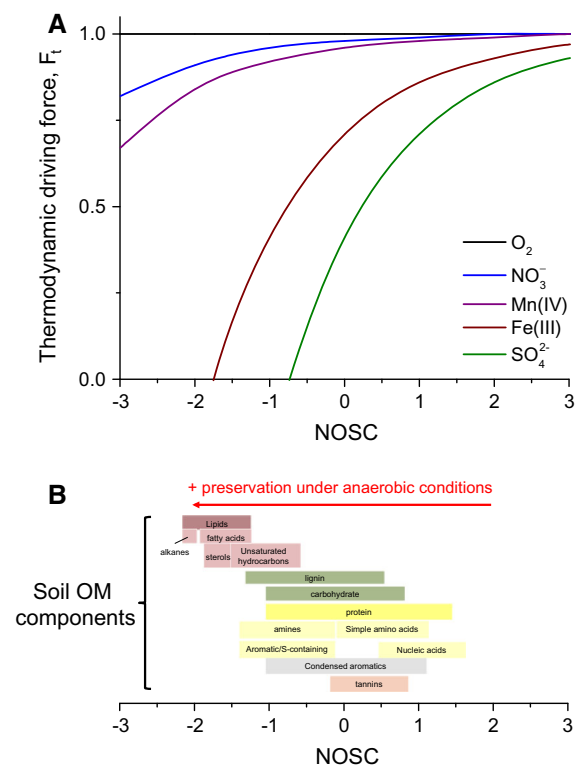 A
Thermodynamic driving force, Fₜ
1.0
0.5
0.0
O₂
NO₃⁻
Mn(IV)
Fe(III)
SO₄²⁻
-3 -2 -1 0 1 2 3
NOSC
B
+ preservation under anaerobic conditions
Soil OM
components
Lipids
alkanes
fatty acids
sterols
Unsaturated
hydrocarbons
lignin
carbohydrate
protein
amines
Simple amino acids
Aromatic/S-containing
Nucleic acids
Condensed aromatics
tannins
-3 -2 -1 0 1 2 3
NOSC